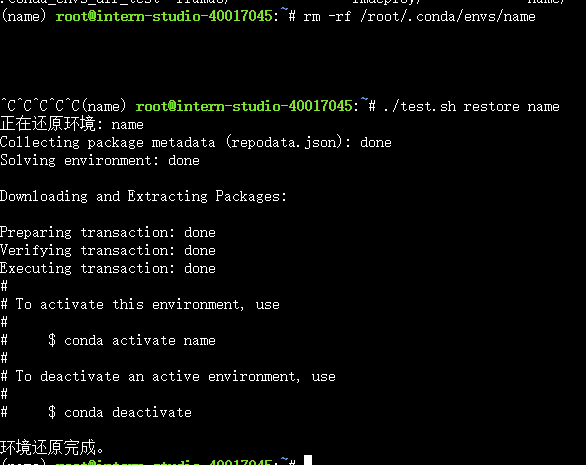 (name) root@intern-studio-40017045:~# rm -rf /root/.conda/envs/name
^C^C^C^C^C(name) root@intern-studio-40017045:~# ./test.sh restore name
正在还原环境: name
Collecting package metadata (repodata.json): done
Solving environment: done
Downloading and Extracting Packages:
Preparing transaction: done
Verifying transaction: done
Executing transaction: done
#
# To activate this environment, use
#
#     $ conda activate name
#
# To deactivate an active environment, use
#
#     $ conda deactivate
环境还原完成。
(name) root@intern-studio-40017045:~#